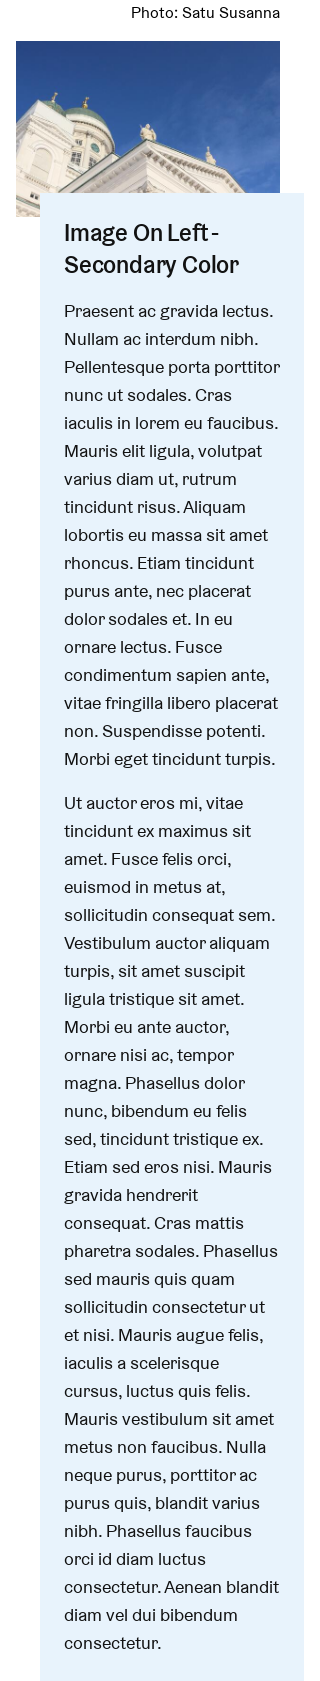 Photo: Satu Susanna
Image On Left -
Secondary Color
Praesent ac gravida lectus.
Nullam ac interdum nibh.
Pellentesque porta porttitor
nunc ut sodales. Cras
iaculis in lorem eu faucibus.
Mauris elit ligula, volutpat
varius diam ut, rutrum
tincidunt risus. Aliquam
lobortis eu massa sit amet
rhoncus. Etiam tincidunt
purus ante, nec placerat
dolor sodales et. In eu
ornare lectus. Fusce
condimentum sapien ante,
vitae fringilla libero placerat
non. Suspendisse potenti.
Morbi eget tincidunt turpis.
Ut auctor eros mi, vitae
tincidunt ex maximus sit
amet. Fusce felis orci,
euismod in metus at,
sollicitudin consequat sem.
Vestibulum auctor aliquam
turpis, sit amet suscipit
ligula tristique sit amet.
Morbi eu ante auctor,
ornare nisi ac, tempor
magna. Phasellus dolor
nunc, bibendum eu felis
sed, tincidunt tristique ex.
Etiam sed eros nisi. Mauris
gravida hendrerit
consequat. Cras mattis
pharetra sodales. Phasellus
sed mauris quis quam
sollicitudin consectetur ut
et nisi. Mauris augue felis,
iaculis a scelerisque
cursus, luctus quis felis.
Mauris vestibulum sit amet
metus non faucibus. Nulla
neque purus, porttitor ac
purus quis, blandit varius
nibh. Phasellus faucibus
orci id diam luctus
consectetur. Aenean blandit
diam vel dui bibendum
consectetur.